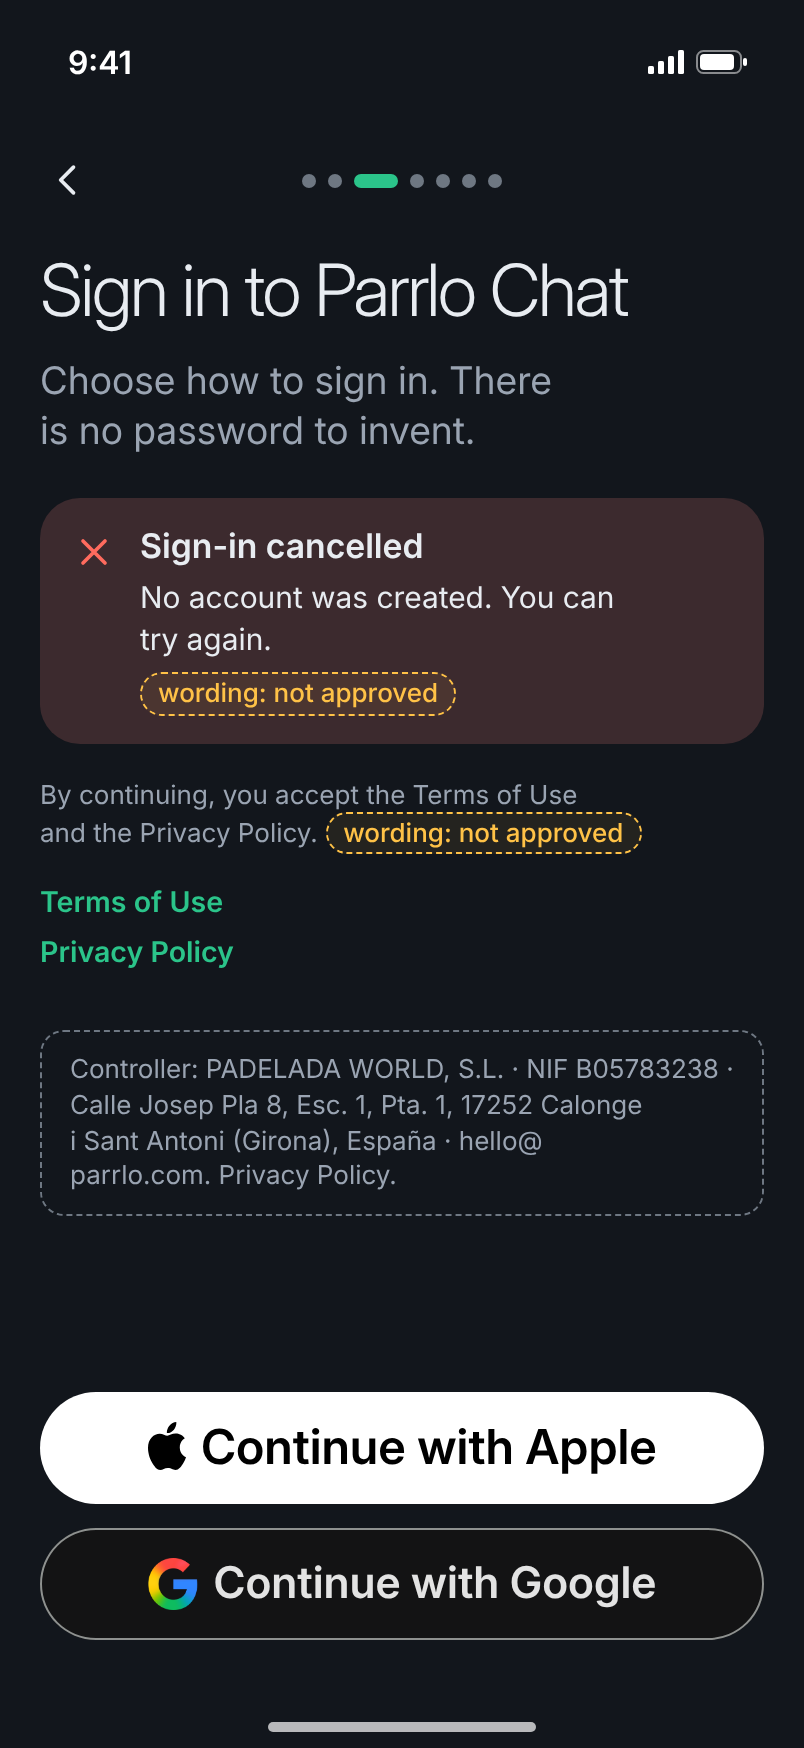 9:41
Sign in to Parrlo Chat
Choose how to sign in. There
is no password to invent.
Sign-in cancelled
No account was created. You can
try again.
wording: not approved
By continuing, you accept the Terms of Use
and the Privacy Policy. wording: not approved
Terms of Use
Privacy Policy
Controller: PADELADA WORLD, S.L. · NIF B05783238 ·
Calle Josep Pla 8, Esc. 1, Pta. 1, 17252 Calonge
i Sant Antoni (Girona), España · hello@
parrlo.com. Privacy Policy.
Continue with Apple
Continue with Google